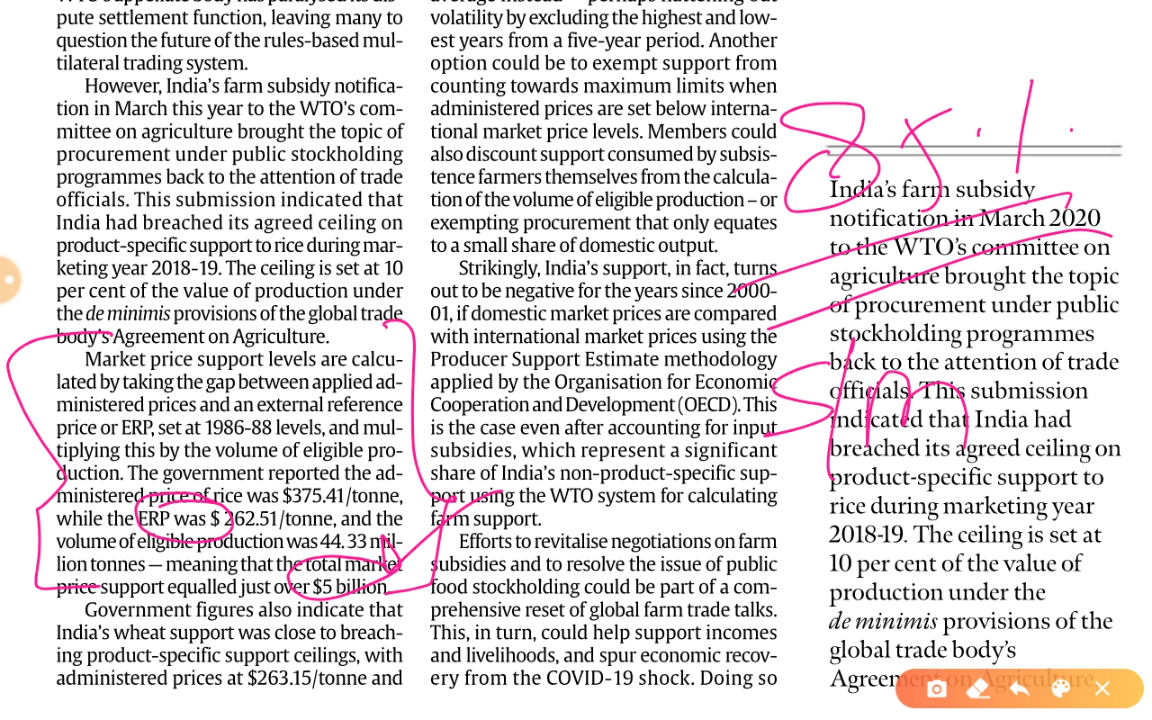 pute settlement function, leaving many to
question the future of the rules-based mul-
tilateral trading system.
However, India's farm subsidy notifica-
tion in March this year to the WTO's com-
mittee on agriculture brought the topic of
procurement under public stockholding
programmes back to the attention of trade
officials. This submission indicated that
India had breached its agreed ceiling on
product-specific support to rice during mar-
keting year 2018-19. The ceiling is set at 10
per cent of the value of production under
the de minimis provisions of the global trade
body's Agreement on Agriculture.
Market price support levels are calcu-
lated by taking the gap between applied ad-
ministered prices and an external reference
price or ERP, set at 1986-88 levels, and mul-
tiplying this by the volume of eligible pro-
duction. The government reported the ad-
ministered price of rice was $375.41/tonne,
while the ERP was $ 262.51/tonne, and the
volume of eligible production was 44.33 mil-
lion tonnes — meaning that the total market
price support equalled just over $5 billion.
Government figures also indicate that
India's wheat support was close to breach-
ing product-specific support ceilings, with
administered prices at $263.15/tonne and
volatility by excluding the highest and low-
est years from a five-year period. Another
option could be to exempt support from
counting towards maximum limits when
administered prices are set below interna-
tional market price levels. Members could
also discount support consumed by subsis-
tence farmers themselves from the calcula-
tion of the volume of eligible production – or
exempting procurement that only equates
to a small share of domestic output.
Strikingly, India's support, in fact, turns
out to be negative for the years since 2000-
01, if domestic market prices are compared
with international market prices using the
Producer Support Estimate methodology
applied by the Organisation for Economic
Cooperation and Development (OECD). This
is the case even after accounting for input
subsidies, which represent a significant
share of India's non-product-specific sup-
port using the WTO system for calculating
farm support.
Efforts to revitalise negotiations on farm
subsidies and to resolve the issue of public
food stockholding could be part of a com-
prehensive reset of global farm trade talks.
This, in turn, could help support incomes
and livelihoods, and spur economic recov-
ery from the COVID-19 shock. Doing so
India's farm subsidy
notification in March 2020
to the WTO's committee on
agriculture brought the topic
of procurement under public
stockholding programmes
back to the attention of trade
officials. This submission
indicated that India had
breached its agreed ceiling on
product-specific support to
rice during marketing year
2018-19. The ceiling is set at
10 per cent of the value of
production under the
de minimis provisions of the
global trade body's
Agreement on Agriculture